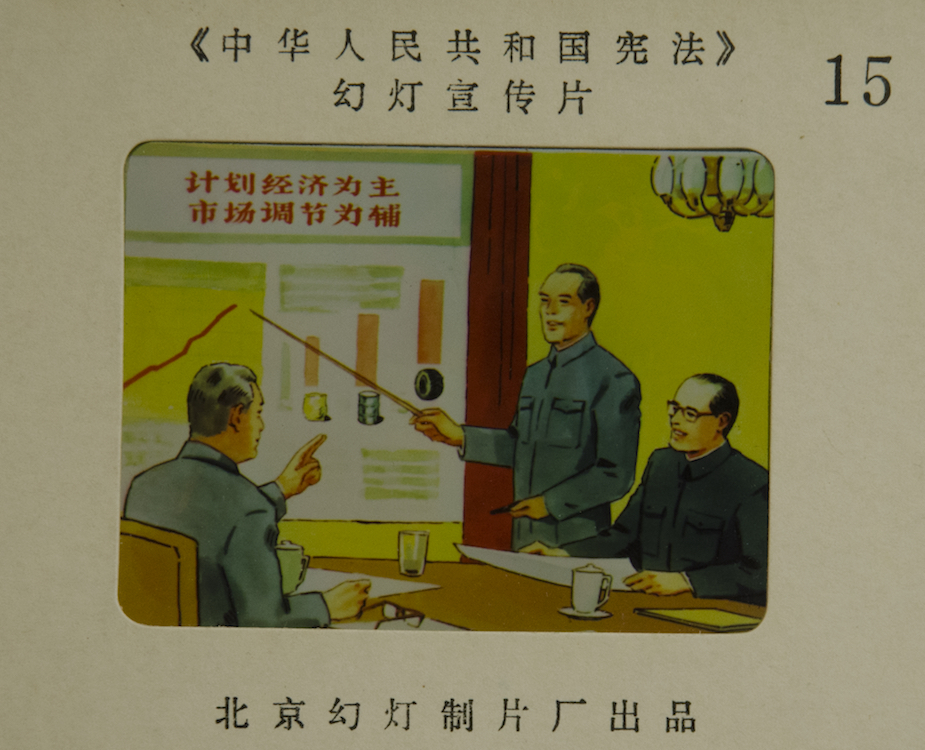 《中华人民共和国宪法》
幻灯宣传片
15
计划经济为主
市场调节为辅
北京幻灯制片厂出品